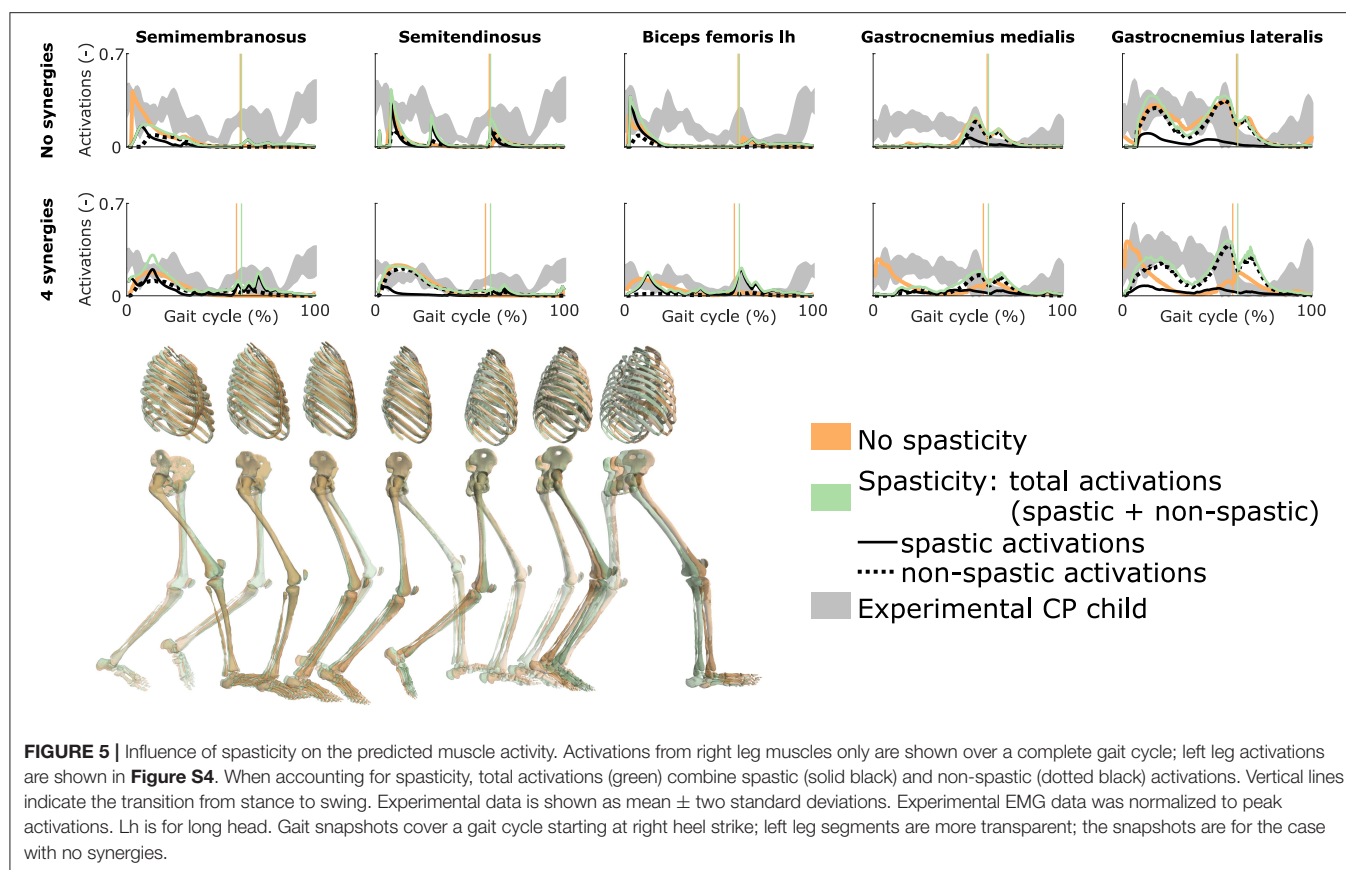 Semimembranosus Semitendinosus Biceps femoris lh Gastrocnemius medialis Gastrocnemius lateralis
No synergies
Activations (-)
0.7
0
4 synergies
Activations (-)
0.7
0
0 100 0 100 0 100 0 100 0 100
Gait cycle (%) Gait cycle (%) Gait cycle (%) Gait cycle (%) Gait cycle (%)
No spasticity
Spasticity: total activations
(spastic + non-spastic)
spastic activations
non-spastic activations
Experimental CP child
FIGURE 5 | Influence of spasticity on the predicted muscle activity. Activations from right leg muscles only are shown over a complete gait cycle; left leg activations
are shown in Figure S4. When accounting for spasticity, total activations (green) combine spastic (solid black) and non-spastic (dotted black) activations. Vertical lines
indicate the transition from stance to swing. Experimental data is shown as mean ± two standard deviations. Experimental EMG data was normalized to peak
activations. Lh is for long head. Gait snapshots cover a gait cycle starting at right heel strike; left leg segments are more transparent; the snapshots are for the case
with no synergies.